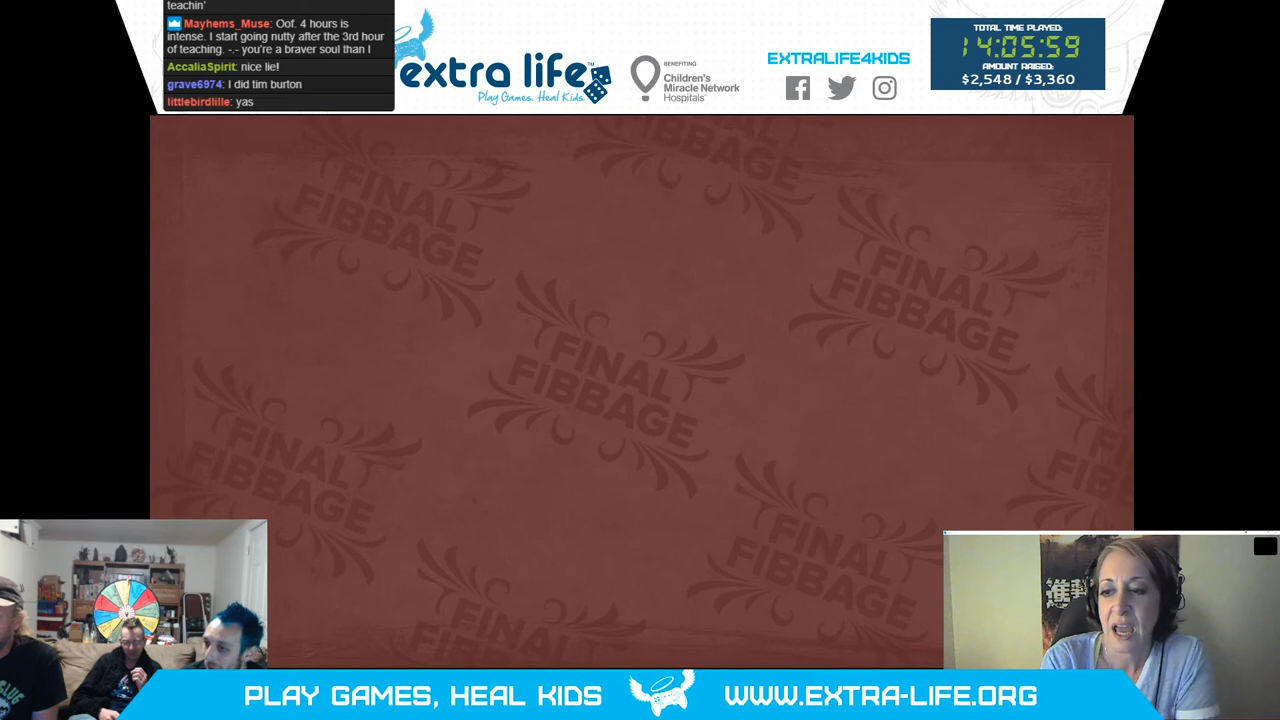 teachin'
Mayhems_Muse: Oof. 4 hours is
intense. I start going nutty after the 3rd hour
of teaching. -.- you're a braver soul than I
AccaliaSpirit: nice lie!
grave6974: I did tim burton
littlebirdlille: yas
extra life™
Play Games. Heal Kids.
BENEFITING
Children's
Miracle Network
Hospitals
EXTRALIFE4KIDS
TOTAL TIME PLAYED:
14:05:59
AMOUNT RAISED:
$2,548 / $3,360
FINAL
FIBBAGE
FINAL
FIBBAGE
FINAL
FIBBAGE
FINAL
FIBBAGE
FINAL
FIBBAGE
FINAL
FIBBAGE
進撃
PLAY GAMES, HEAL KIDS
WWW.EXTRA-LIFE.ORG